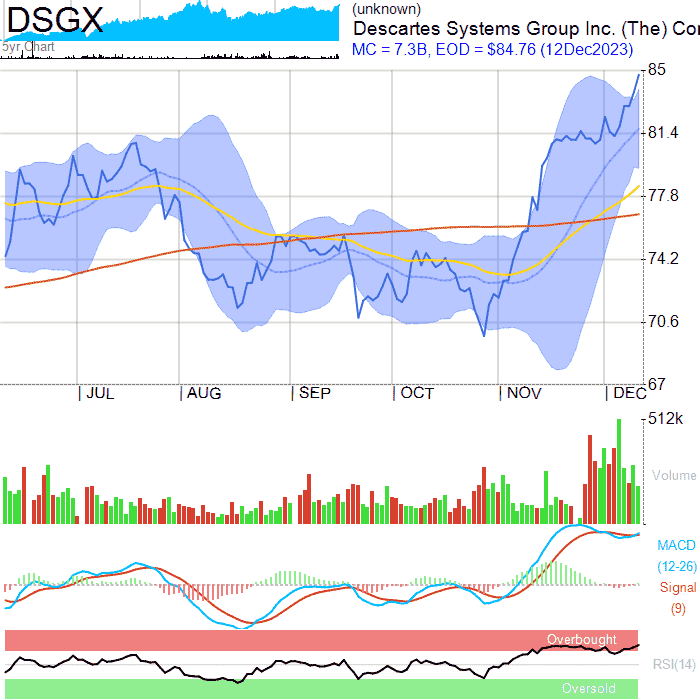 DSGX
(unknown)
Descartes Systems Group Inc. (The) Cor
5yr Chart
MC = 7.3B, EOD = $84.76 (12Dec2023)
85
81.4
77.8
74.2
70.6
67
JUL AUG SEP OCT NOV DEC
512k
Volume
MACD
(12-26)
Signal
(9)
Overbought
RSI(14)
Oversold